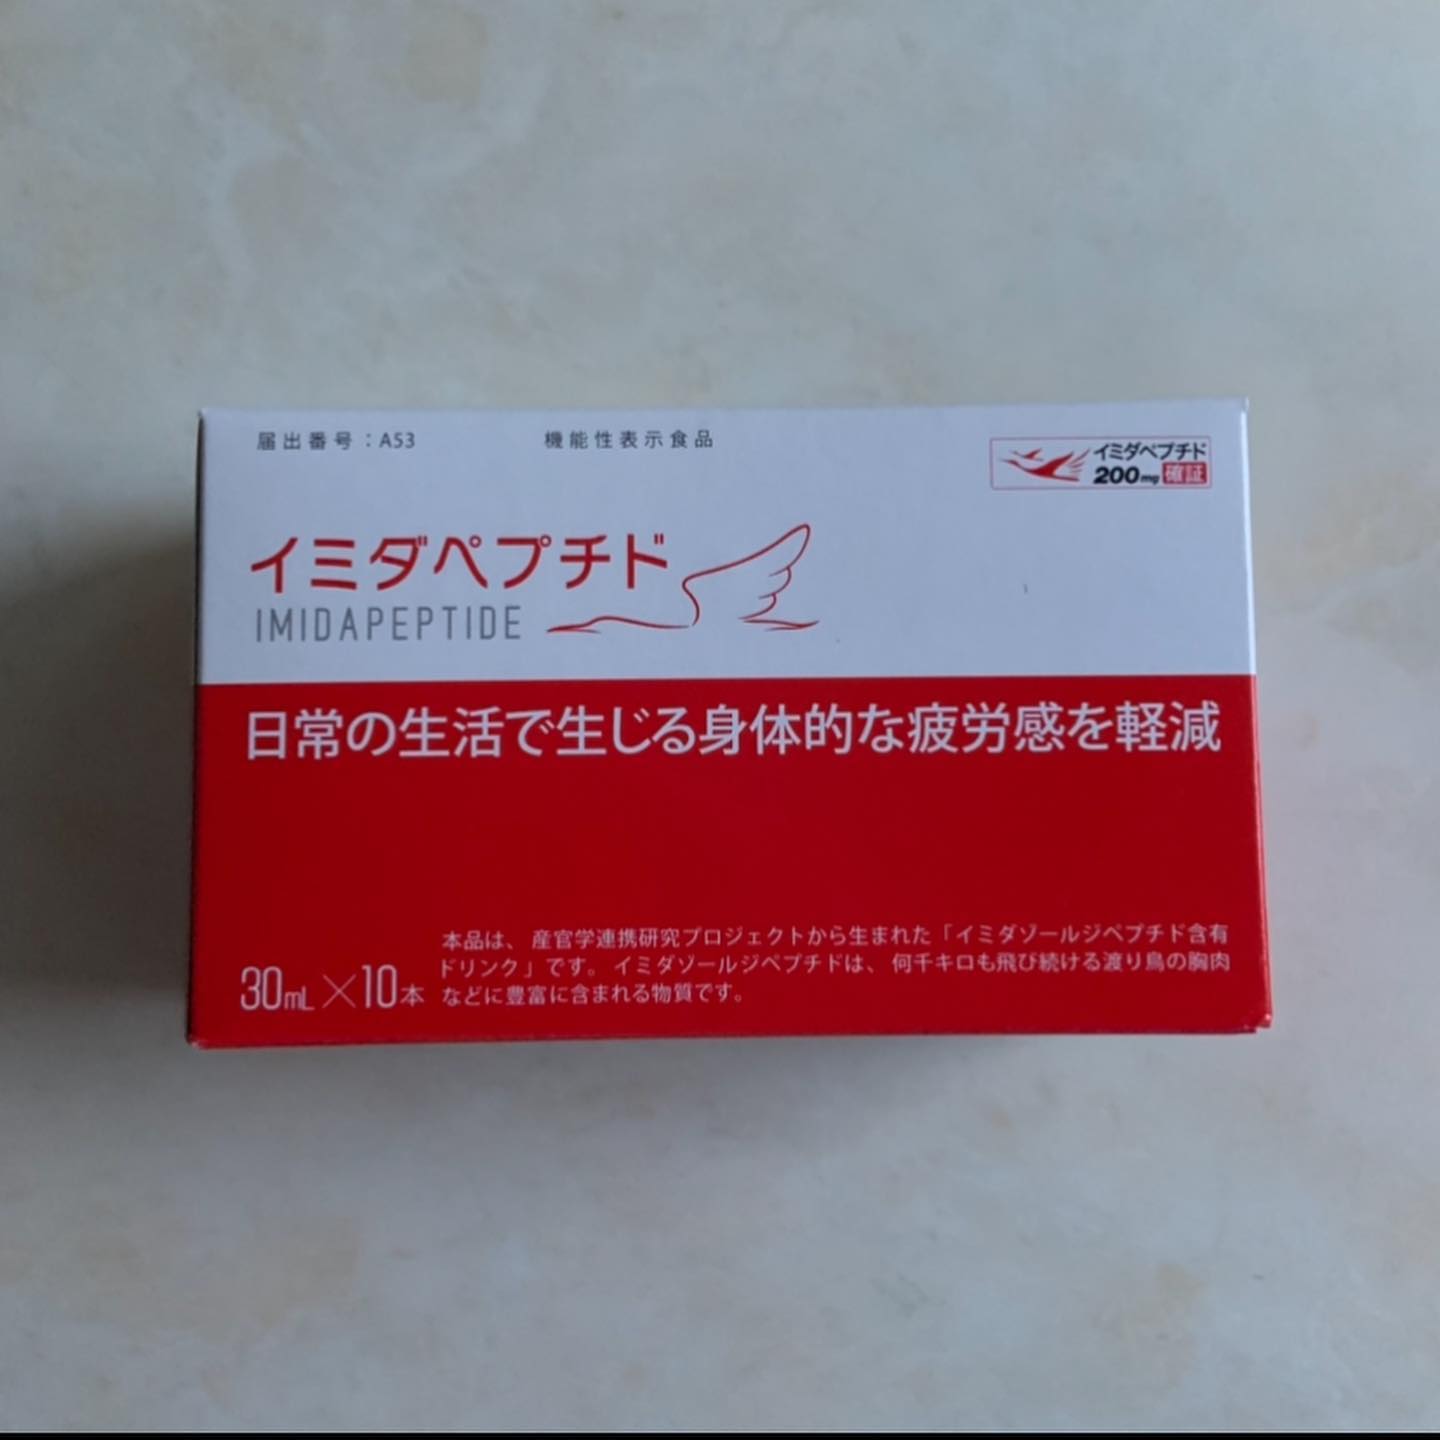 届出番号：A53
機能性表示食品
イミダペプチド
200mg 確証
イミダペプチド
IMIDAPEPTIDE
日常の生活で生じる身体的な疲労感を軽減
30mL×10本
本品は、産官学連携研究プロジェクトから生まれた「イミダゾールジペプチド含有
ドリンク」です。イミダゾールジペプチドは、何千キロも飛び続ける渡り鳥の胸肉
などに豊富に含まれる物質です。